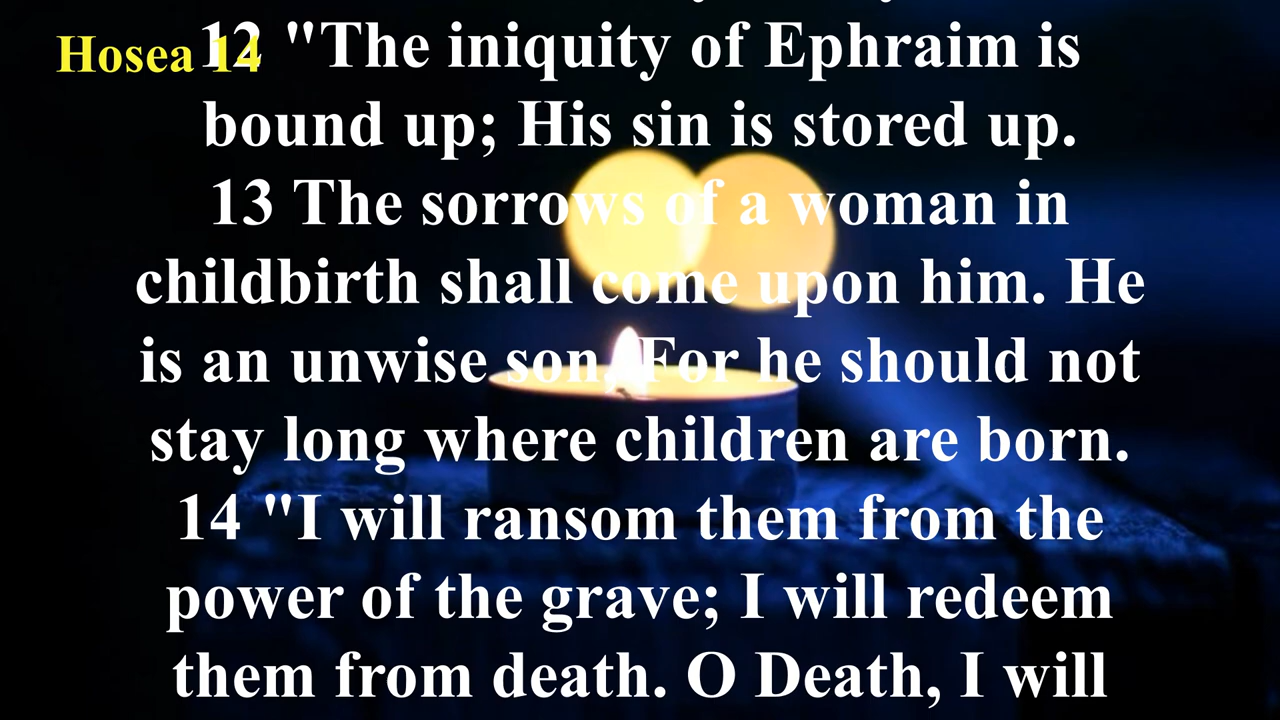 Hosea 14
12 "The iniquity of Ephraim is
bound up; His sin is stored up.
13 The sorrows of a woman in
childbirth shall come upon him. He
is an unwise son, For he should not
stay long where children are born.
14 "I will ransom them from the
power of the grave; I will redeem
them from death. O Death, I will